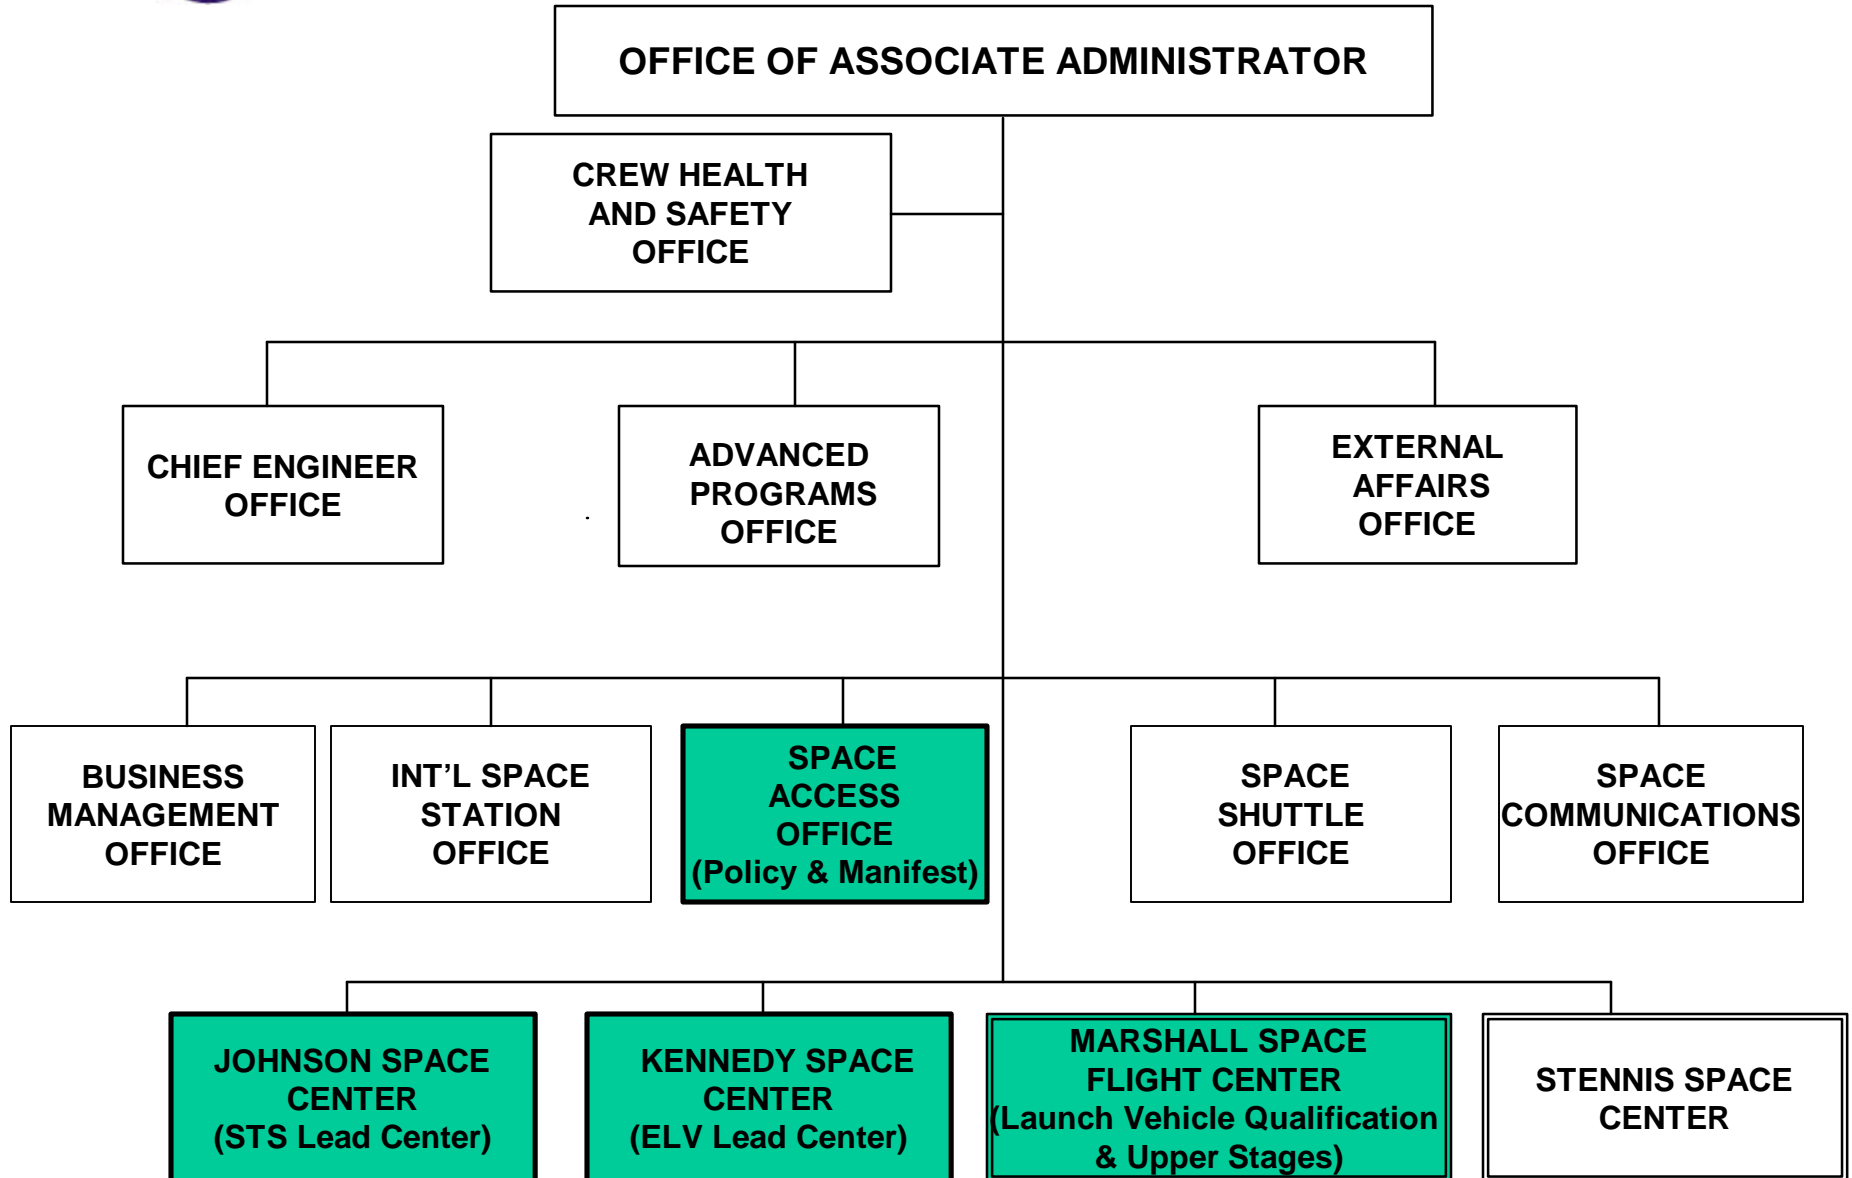 OFFICE OF ASSOCIATE ADMINISTRATOR
CREW HEALTH
AND SAFETY
OFFICE
CHIEF ENGINEER
OFFICE
ADVANCED
PROGRAMS
OFFICE
EXTERNAL
AFFAIRS
OFFICE
BUSINESS
MANAGEMENT
OFFICE
INT’L SPACE
STATION
OFFICE
SPACE
ACCESS
OFFICE
(Policy & Manifest)
SPACE
SHUTTLE
OFFICE
SPACE
COMMUNICATIONS
OFFICE
JOHNSON SPACE
CENTER
(STS Lead Center)
KENNEDY SPACE
CENTER
(ELV Lead Center)
MARSHALL SPACE
FLIGHT CENTER
(Launch Vehicle Qualification
& Upper Stages)
STENNIS SPACE
CENTER